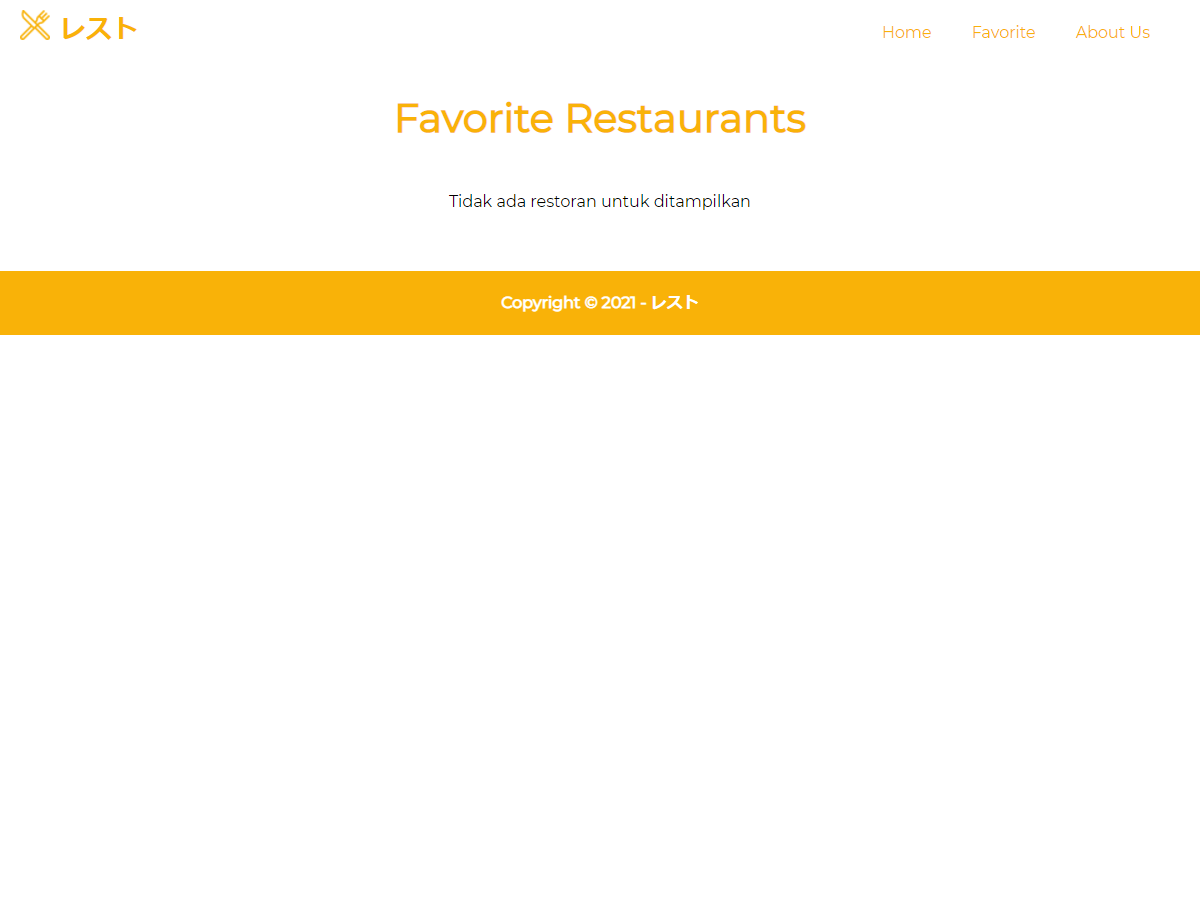 レスト
Home Favorite About Us
Favorite Restaurants
Tidak ada restoran untuk ditampilkan
Copyright © 2021 - レスト